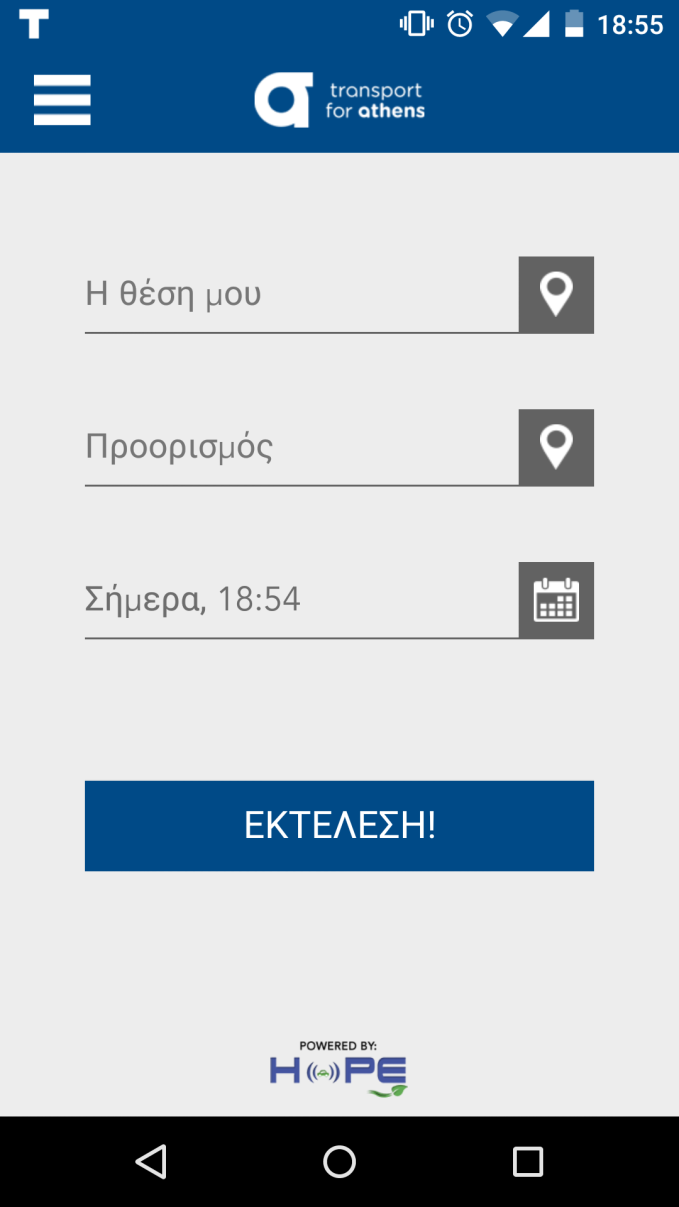 18:55
transport
for athens
Η θέση μου
Προορισμός
Σήμερα, 18:54
ΕΚΤΕΛΕΣΗ!
POWERED BY:
HOPE